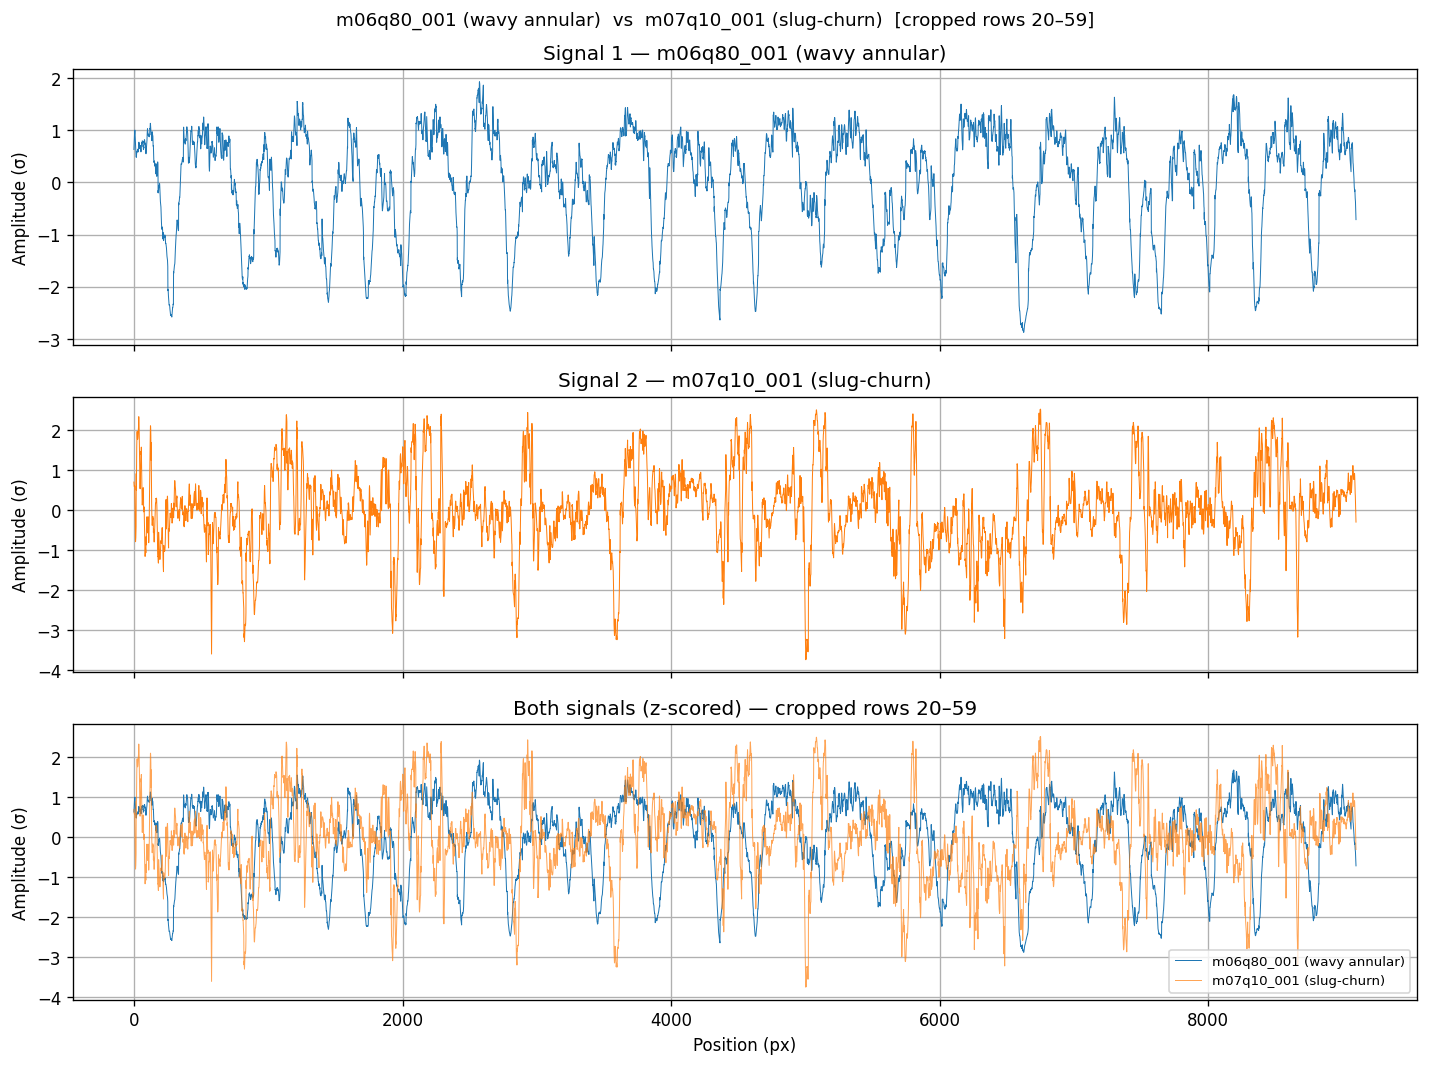 m06q80_001 (wavy annular)  vs  m07q10_001 (slug-churn)  [cropped rows 20–59]
Signal 1 — m06q80_001 (wavy annular)
Amplitude (σ)
2
1
0
−1
−2
−3
Signal 2 — m07q10_001 (slug-churn)
Amplitude (σ)
2
1
0
−1
−2
−3
−4
Both signals (z-scored) — cropped rows 20–59
Amplitude (σ)
2
1
0
−1
−2
−3
−4
m06q80_001 (wavy annular)
m07q10_001 (slug-churn)
0 2000 4000 6000 8000
Position (px)